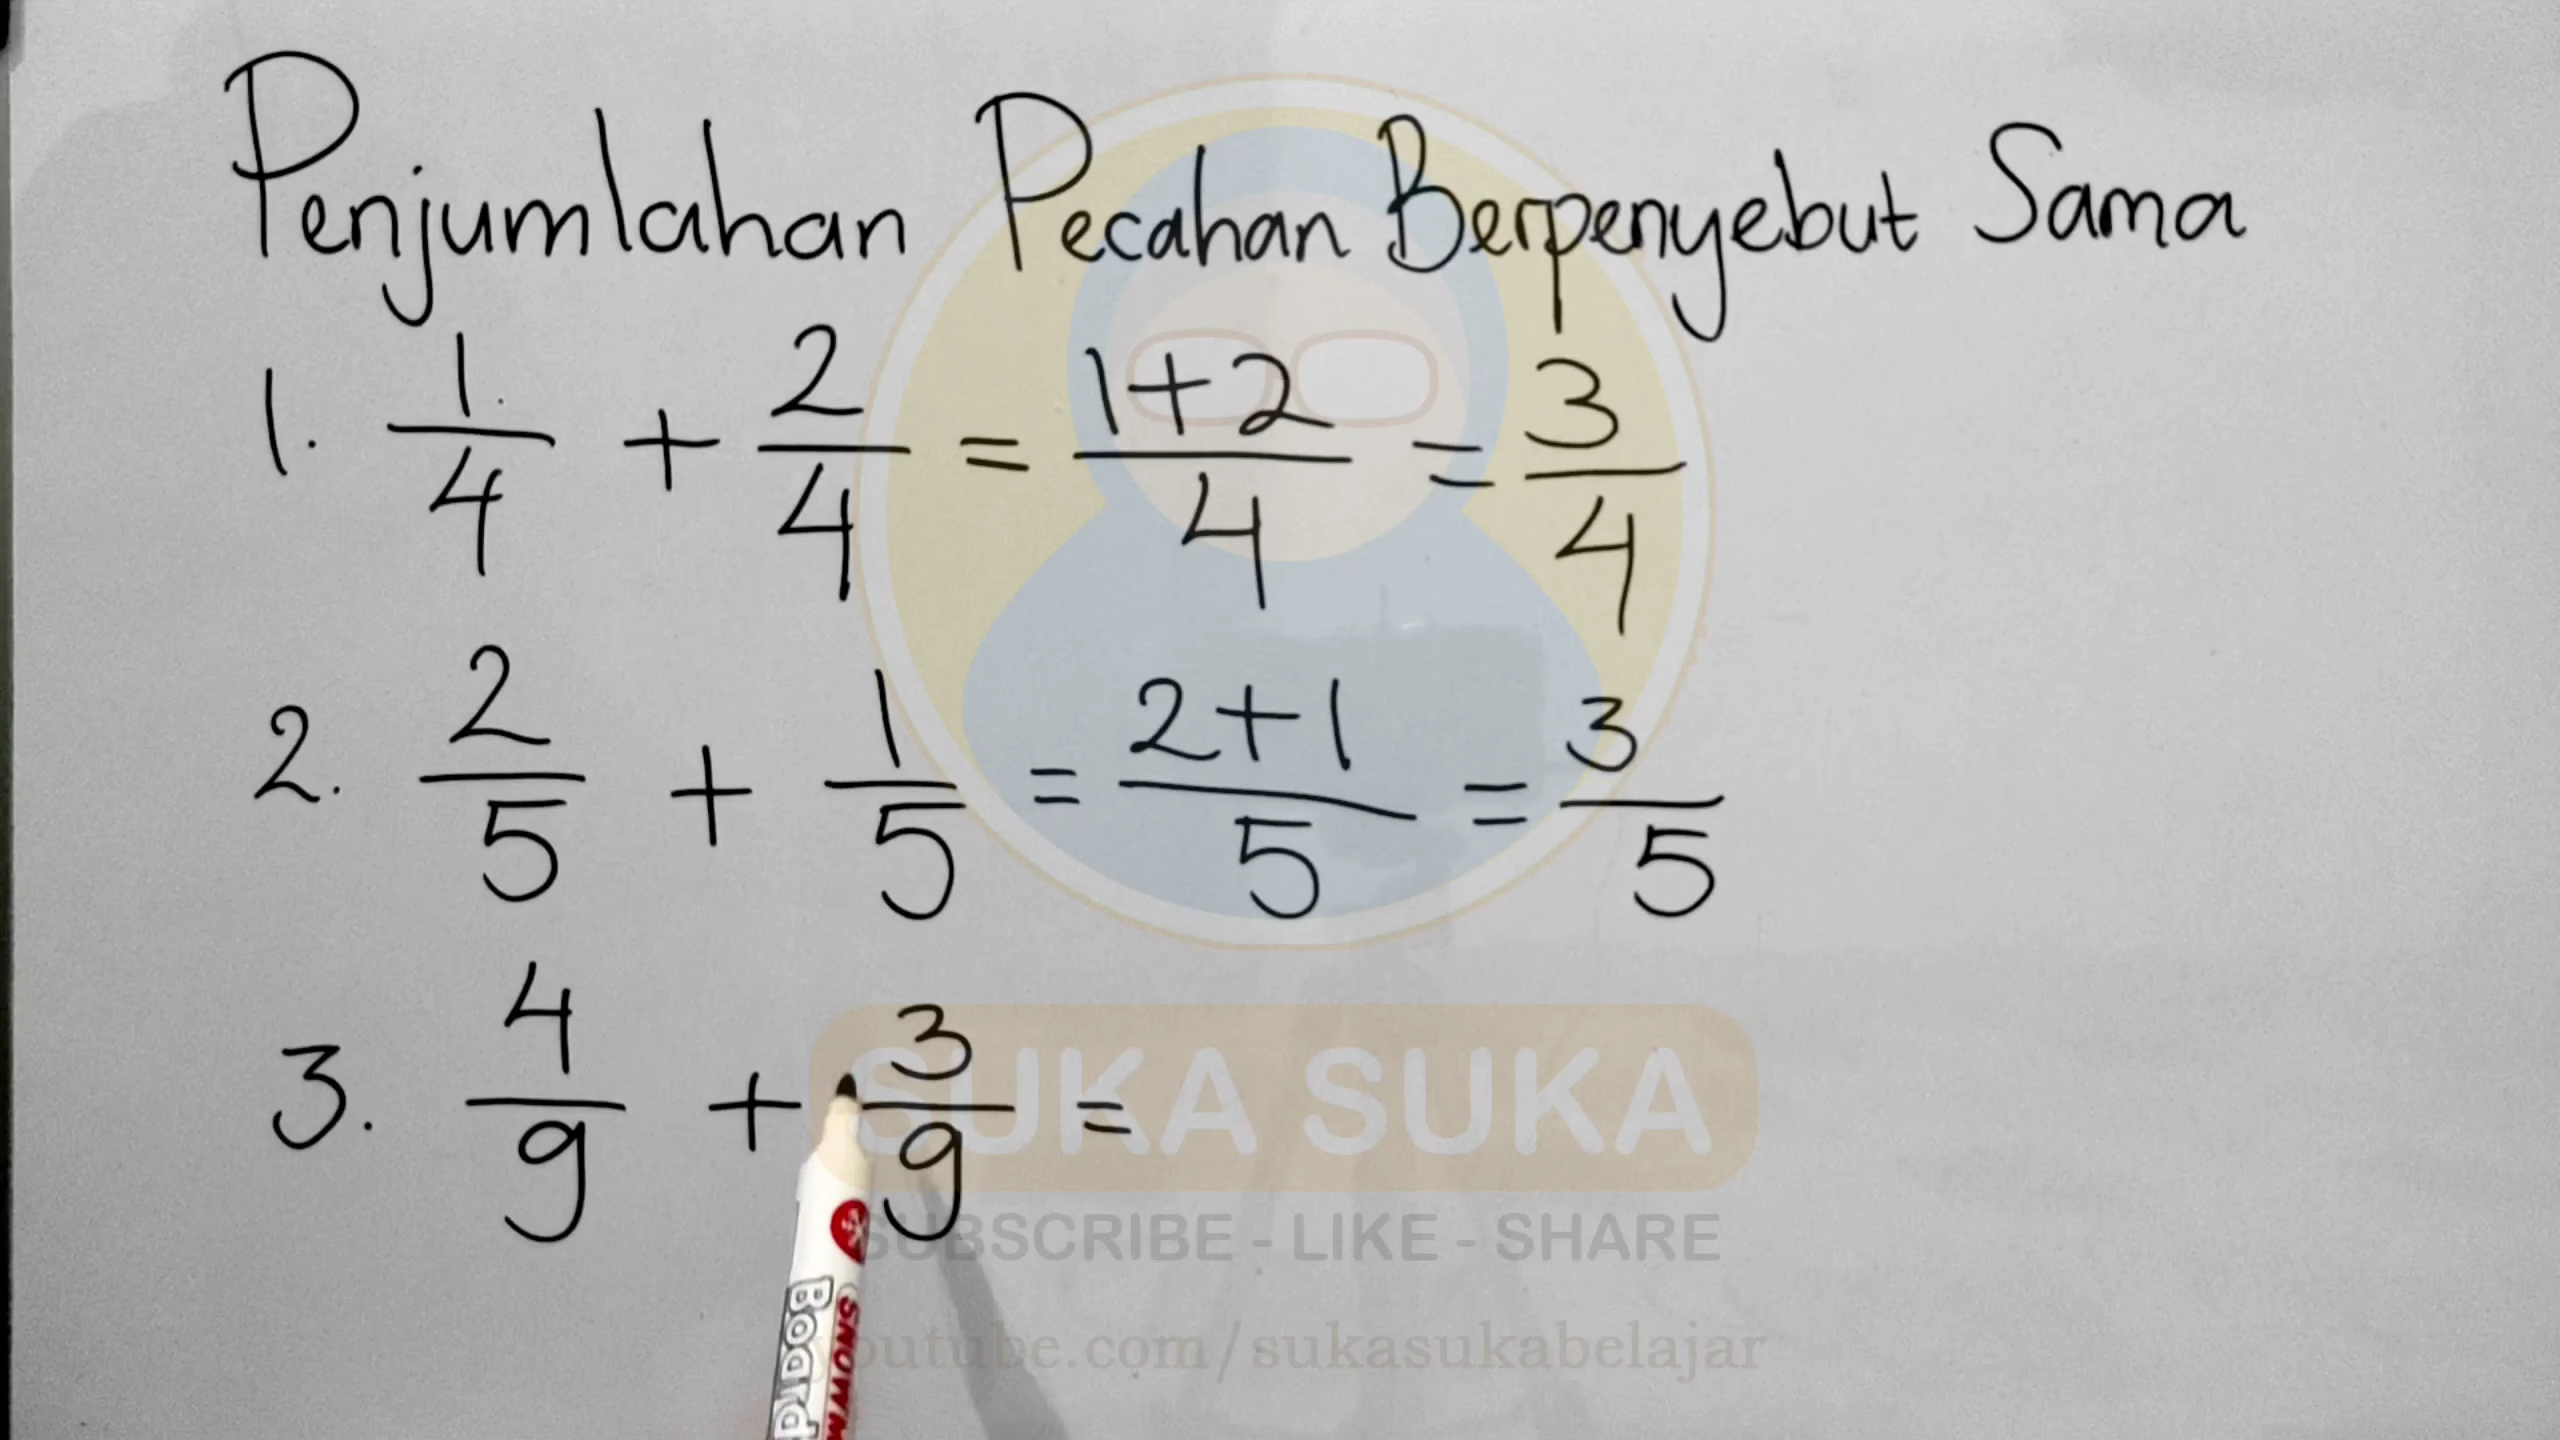 Penjumlahan Pecahan Berpenyebut Sama
1. 1/4 + 2/4 = 1+2/4 = 3/4
2. 2/5 + 1/5 = 2+1/5 = 3/5
3. 4/9 + 3/9 =
SUKA SUKA
SUBSCRIBE - LIKE - SHARE
youtube.com/sukasukabelajar
SNOWM
Board